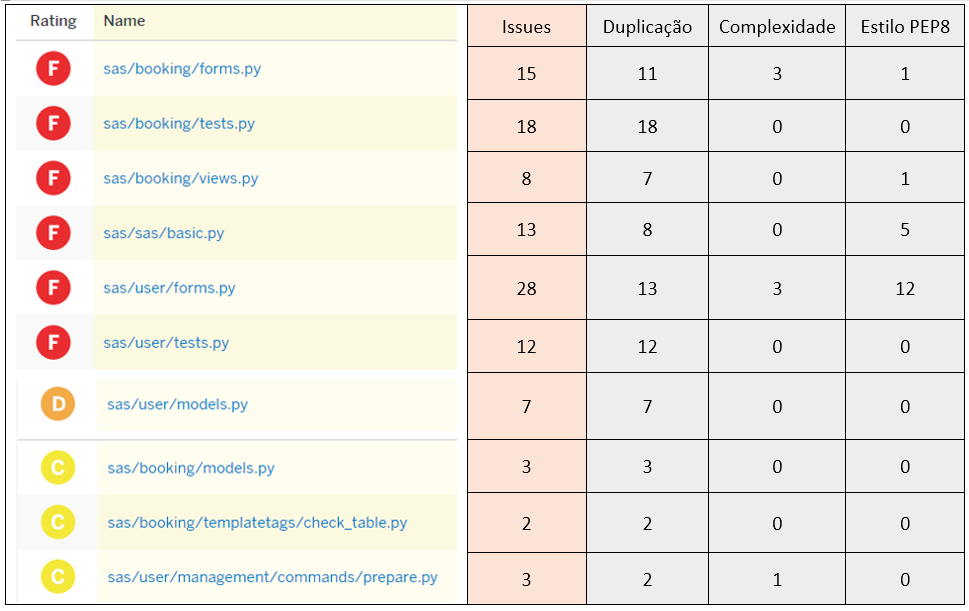 Rating Name Issues Duplicação Complexidade Estilo PEP8
F sas/booking/forms.py 15 11 3 1
F sas/booking/tests.py 18 18 0 0
F sas/booking/views.py 8 7 0 1
F sas/sas/basic.py 13 8 0 5
F sas/user/forms.py 28 13 3 12
F sas/user/tests.py 12 12 0 0
D sas/user/models.py 7 7 0 0
C sas/booking/models.py 3 3 0 0
C sas/booking/templatetags/check_table.py 2 2 0 0
C sas/user/management/commands/prepare.py 3 2 1 0